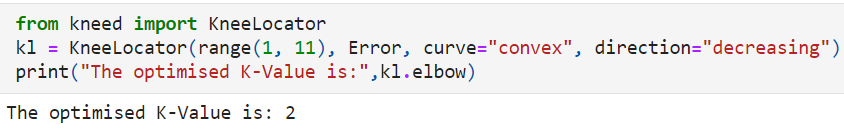 from kneed import KneeLocator
kl = KneeLocator(range(1, 11), Error, curve="convex", direction="decreasing")
print("The optimised K-Value is:",kl.elbow)
The optimised K-Value is: 2